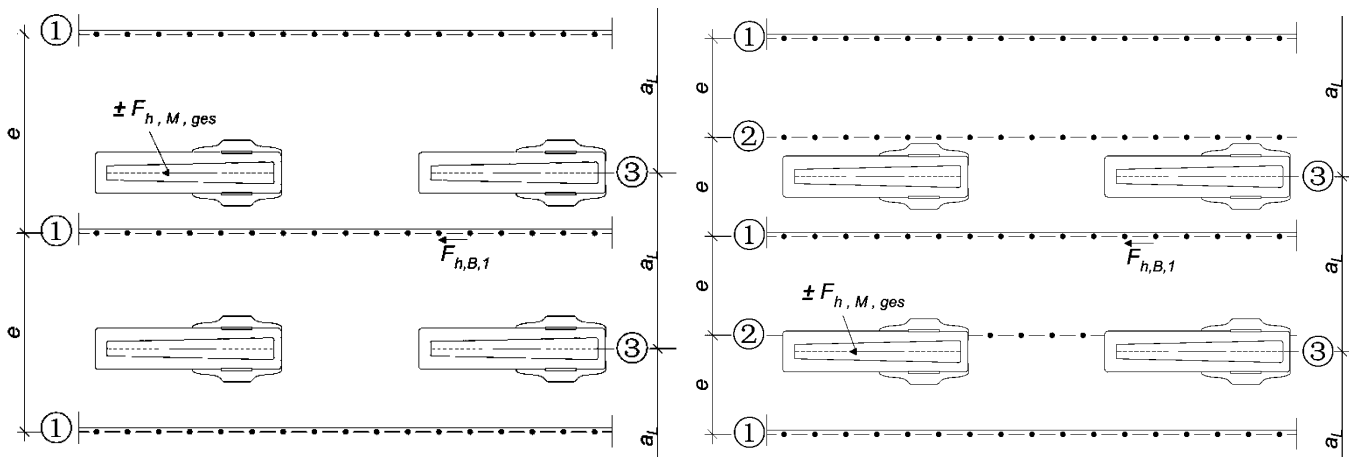 ①
e
a_L
± F_h, M, ges
③
①
F_h,B,1
e
a_L
③
①
a_L
①
e
a_L
②
e
③
①
F_h,B,1
e
a_L
± F_h, M, ges
②
③
e
①
a_L